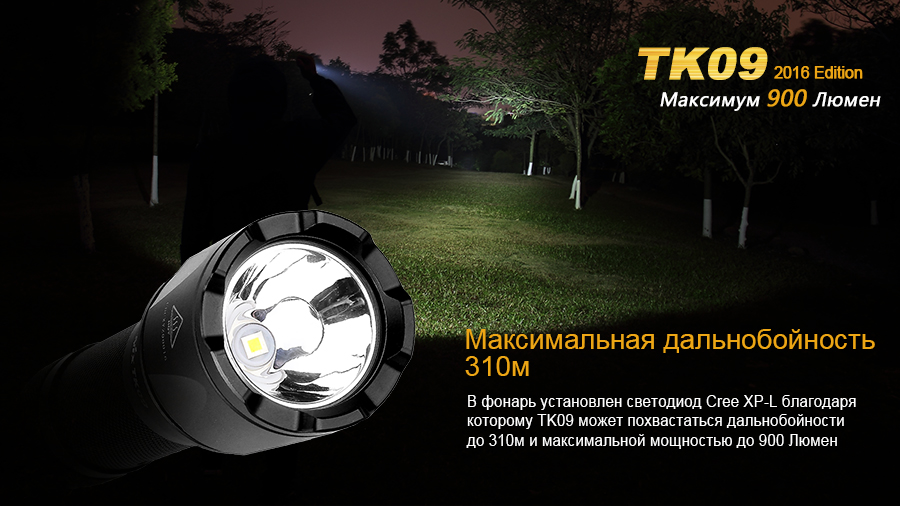 TK09 2016 Edition
Максимум 900 Люмен
Максимальная дальнобойность
310м
В фонарь установлен светодиод Cree XP-L благодаря
которому TK09 может похвастаться дальнобойности
до 310м и максимальной мощностью до 900 Люмен